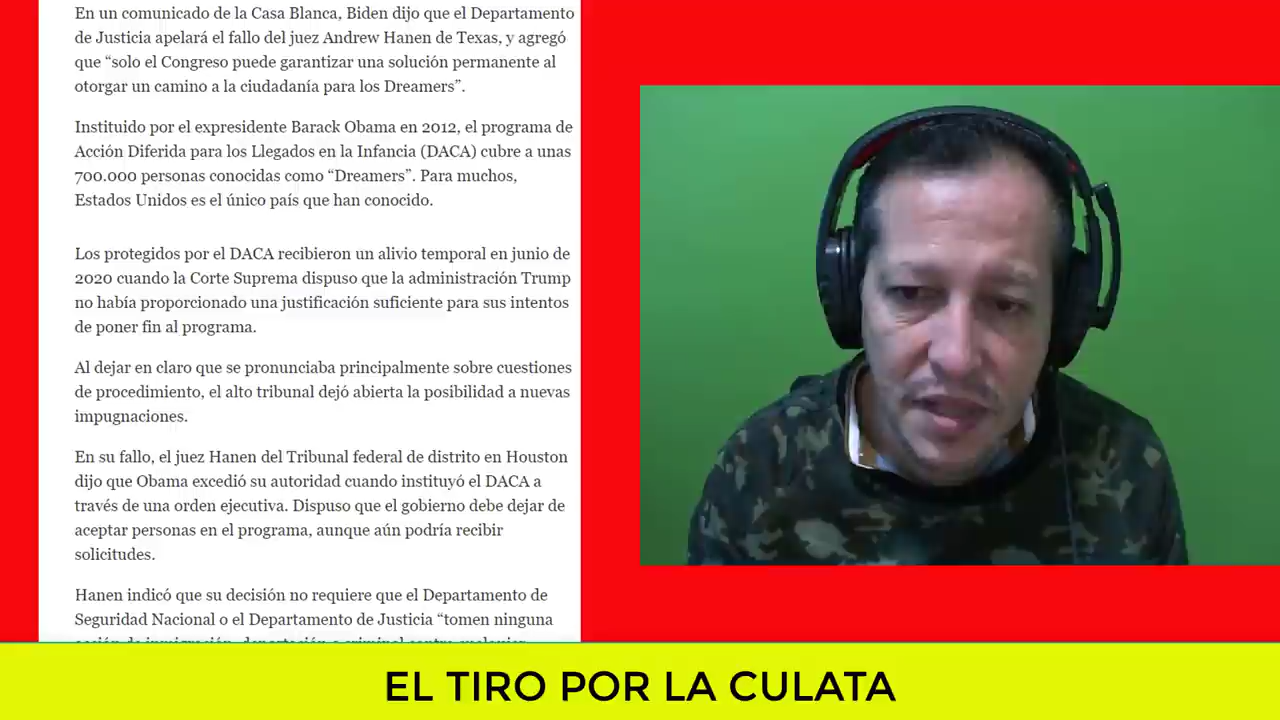 En un comunicado de la Casa Blanca, Biden dijo que el Departamento
de Justicia apelará el fallo del juez Andrew Hanen de Texas, y agregó
que “solo el Congreso puede garantizar una solución permanente al
otorgar un camino a la ciudadanía para los Dreamers”.
Instituido por el expresidente Barack Obama en 2012, el programa de
Acción Diferida para los Llegados en la Infancia (DACA) cubre a unas
700.000 personas conocidas como “Dreamers”. Para muchos,
Estados Unidos es el único país que han conocido.
Los protegidos por el DACA recibieron un alivio temporal en junio de
2020 cuando la Corte Suprema dispuso que la administración Trump
no había proporcionado una justificación suficiente para sus intentos
de poner fin al programa.
Al dejar en claro que se pronunciaba principalmente sobre cuestiones
de procedimiento, el alto tribunal dejó abierta la posibilidad a nuevas
impugnaciones.
En su fallo, el juez Hanen del Tribunal federal de distrito en Houston
dijo que Obama excedió su autoridad cuando instituyó el DACA a
través de una orden ejecutiva. Dispuso que el gobierno debe dejar de
aceptar personas en el programa, aunque aún podría recibir
solicitudes.
Hanen indicó que su decisión no requiere que el Departamento de
Seguridad Nacional o el Departamento de Justicia “tomen ninguna
EL TIRO POR LA CULATA